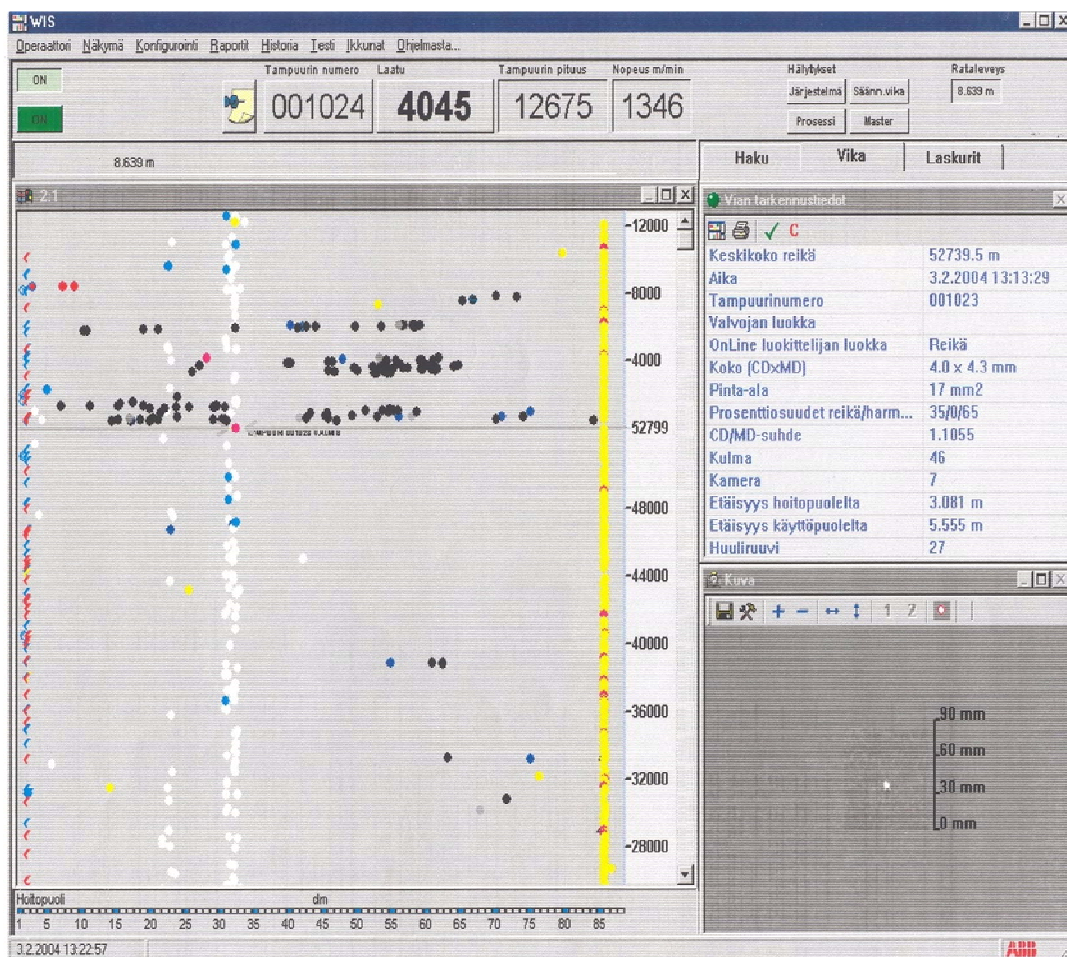 WIS
Operaattori Näkymä Konfigurointi Raportit Historia Testi Ikkunat Ohjelmasta...
ON
ON
Tampuurin numero
001024
Laatu
4045
Tampuurin pituus
12675
Nopeus m/min
1346
Hälytykset
Järjestelmä Säänn.vika
Prosessi Master
Rataleveys
8.639 m
8.639 m
Haku Vika Laskurit
2:1
12000
8000
4000
52799
48000
44000
40000
36000
32000
28000
Hoitopuoli dm
1 5 10 15 20 25 30 35 40 45 50 55 60 65 70 75 80 85
Vian tarkennustiedot
C
Keskikoko reikä 52739.5 m
Aika 3.2.2004 13:13:29
Tampuurinumero 001023
Valvojan luokka
OnLine luokittelijan luokka Reikä
Koko (CDxMD) 4.0 x 4.3 mm
Pinta-ala 17 mm2
Prosenttiosuudet reikä/harm... 35/0/65
CD/MD-suhde 1.1055
Kulma 46
Kamera 7
Etäisyys hoitopuolelta 3.081 m
Etäisyys käyttöpuolelta 5.555 m
Huuliruuvi 27
Kuva
1 2
90 mm
60 mm
30 mm
0 mm
3.2.2004 13:22:57
ABB